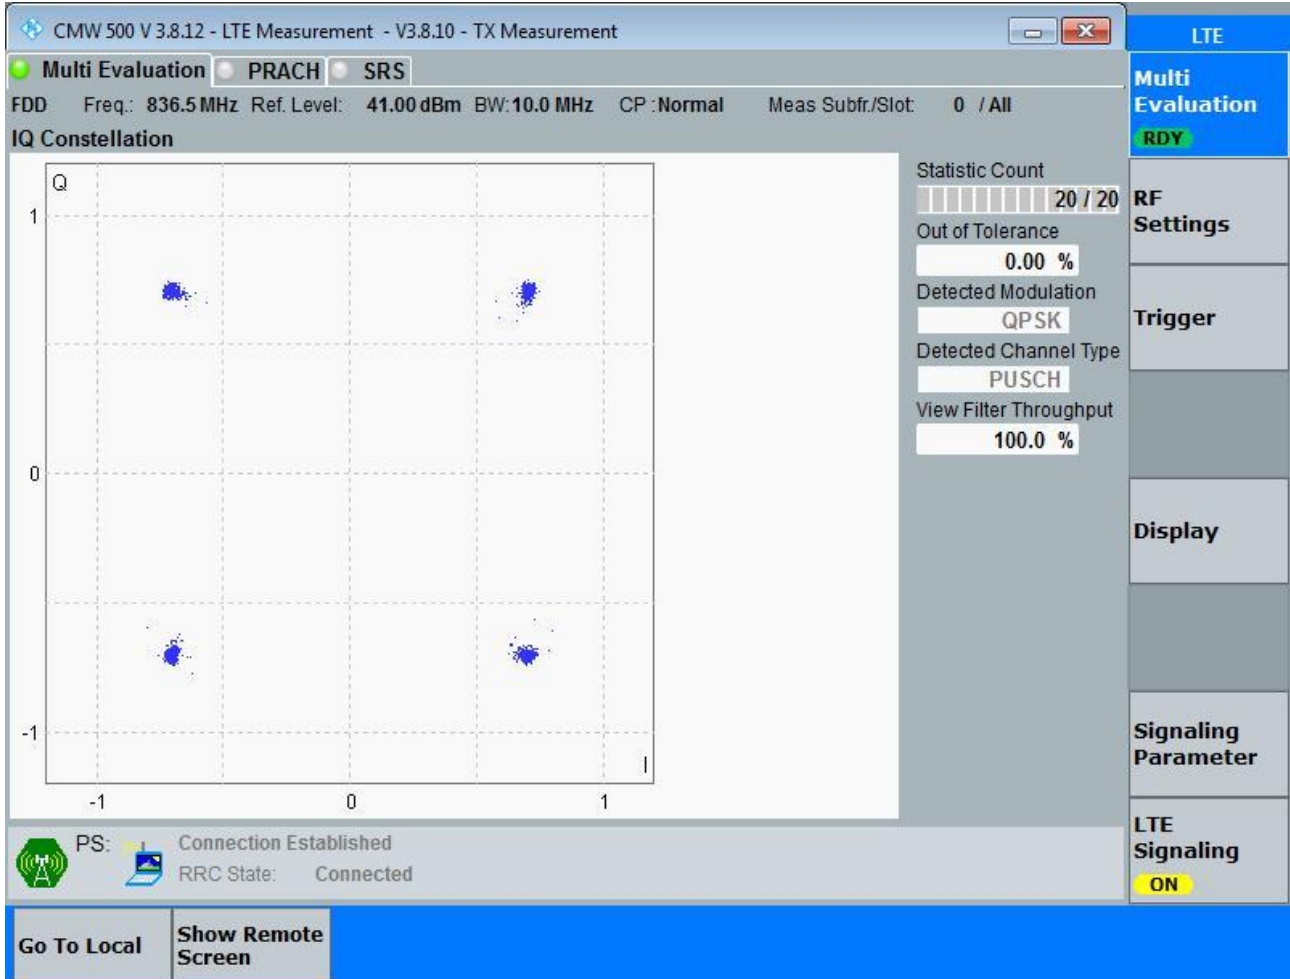 CMW 500 V 3.8.12 - LTE Measurement - V3.8.10 - TX Measurement
LTE
Multi Evaluation PRACH SRS
Multi
Evaluation
RDY
FDD Freq.: 836.5 MHz Ref. Level: 41.00 dBm BW: 10.0 MHz CP : Normal Meas Subfr./Slot: 0 / All
IQ Constellation
Q
1
0
-1
-1
0
1
I
Statistic Count
20 / 20
Out of Tolerance
0.00 %
Detected Modulation
QPSK
Detected Channel Type
PUSCH
View Filter Throughput
100.0 %
RF
Settings
Trigger
Display
Signaling
Parameter
LTE
Signaling
ON
PS: Connection Established
RRC State: Connected
Go To Local
Show Remote
Screen